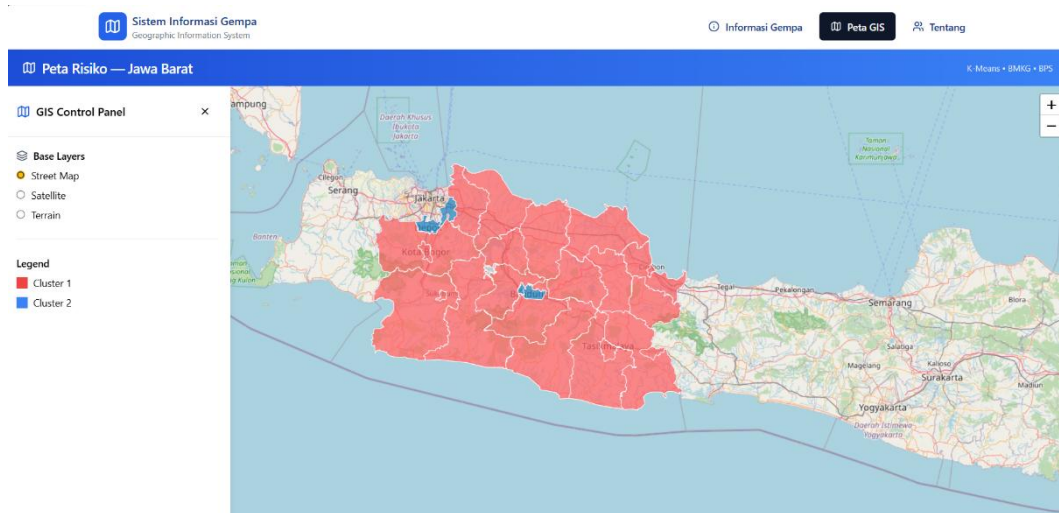 Sistem Informasi Gempa
Geographic Information System
Informasi Gempa
Peta GIS
Tentang
Peta Risiko — Jawa Barat
K-Means • BMKG • BPS
GIS Control Panel
×
Base Layers
Street Map
Satellite
Terrain
Legend
Cluster 1
Cluster 2
+
−
ampung
Daerah Khusus
Ibukota
Jakarta
Taman
Nasional
Karimunjawa
Cilegon
Serang
Jakarta
Depok
Banten
Kota Bogor
Bandung
Tasikmalaya
Tegal
Pekalongan
Semarang
Blora
Salatiga
Magelang
Surakarta
Madiun
Yogyakarta
Daerah Istimewa
Yogyakarta